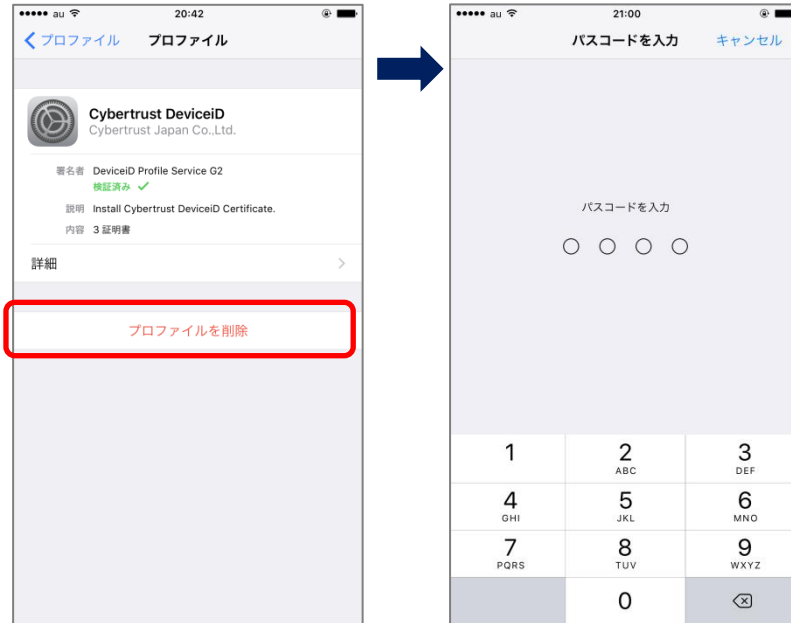 au 20:42
プロファイル プロファイル
Cybertrust DeviceID
Cybertrust Japan Co.,Ltd.
署名者 DeviceID Profile Service G2
検証済み
説明 Install Cybertrust DeviceID Certificate.
内容 3 証明書
詳細
プロファイルを削除
au 21:00
パスコードを入力 キャンセル
パスコードを入力
1 2 3
ABC DEF
4 5 6
GHI JKL MNO
7 8 9
PQRS TUV WXYZ
0